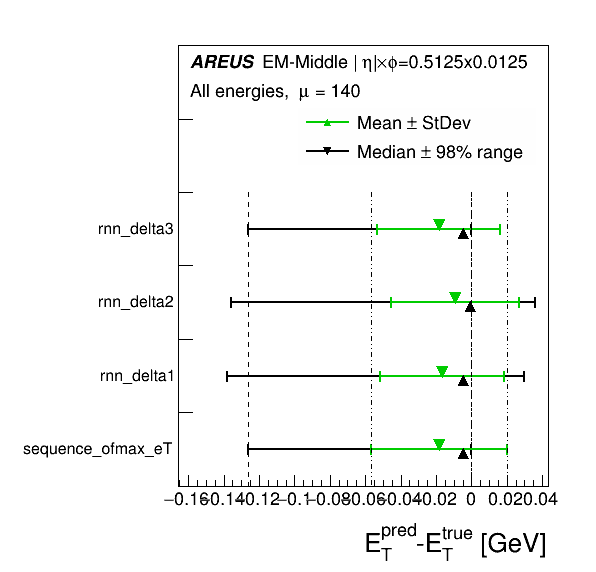 AREUS EM-Middle |η|×ϕ=0.5125x0.0125
All energies, μ = 140
Mean ± StDev
Median ± 98% range
rnn_delta3
rnn_delta2
rnn_delta1
sequence_ofmax_eT
−0.16 −0.14 −0.12 −0.1 −0.08 −0.06 −0.04 −0.02 0 0.02 0.04
E_T^pred-E_T^true [GeV]